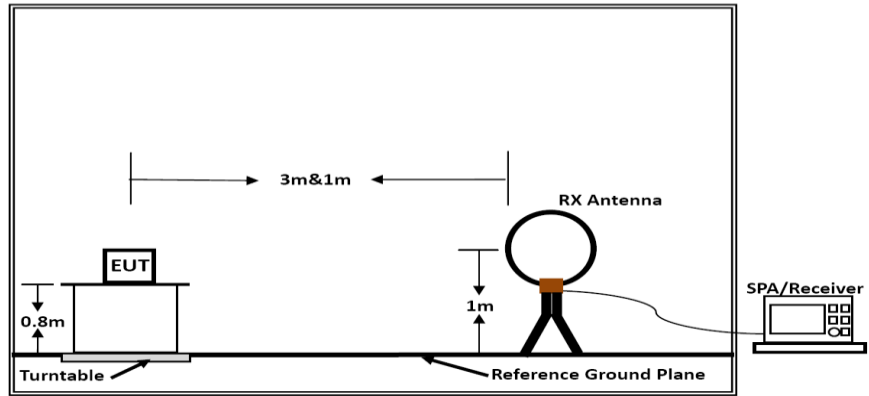 3m&1m
RX Antenna
EUT
0.8m
1m
SPA/Receiver
Turntable
Reference Ground Plane